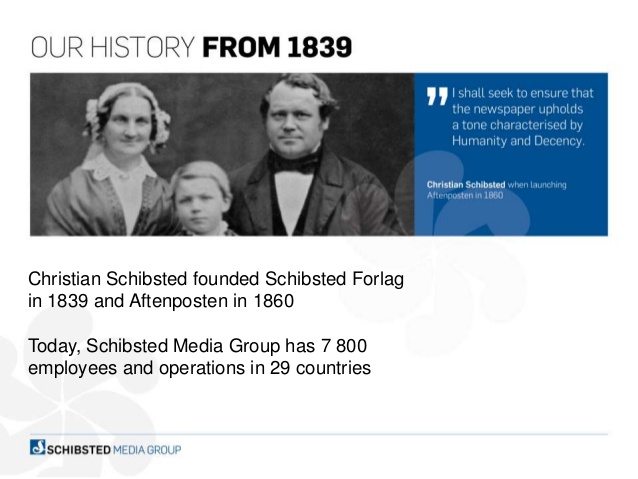 OUR HISTORY FROM 1839
" I shall seek to ensure that
the newspaper upholds
a tone characterised by
Humanity and Decency.
Christian Schibsted when launching
Aftenposten in 1860
Christian Schibsted founded Schibsted Forlag
in 1839 and Aftenposten in 1860
Today, Schibsted Media Group has 7 800
employees and operations in 29 countries
SCHIBSTED MEDIA GROUP